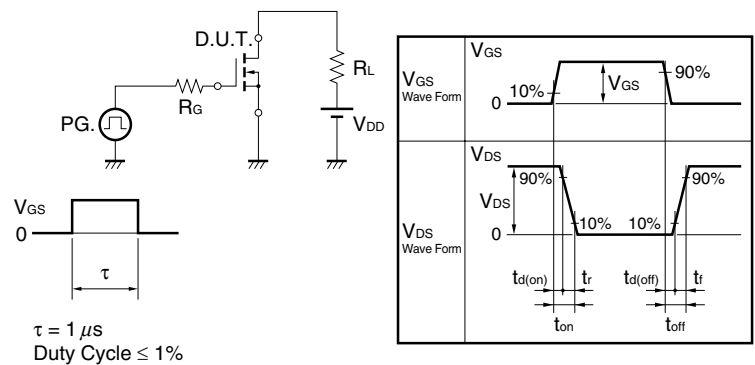 D.U.T.
RG
PG.
RL
VDD
VGS
0
τ
τ = 1 μs
Duty Cycle ≤ 1%
VGS
Wave Form
VGS
10%
0
VGS
90%
VDS
Wave Form
VDS
90%
VDS
0
10%
10%
90%
td(on)
tr
td(off)
tf
ton
toff